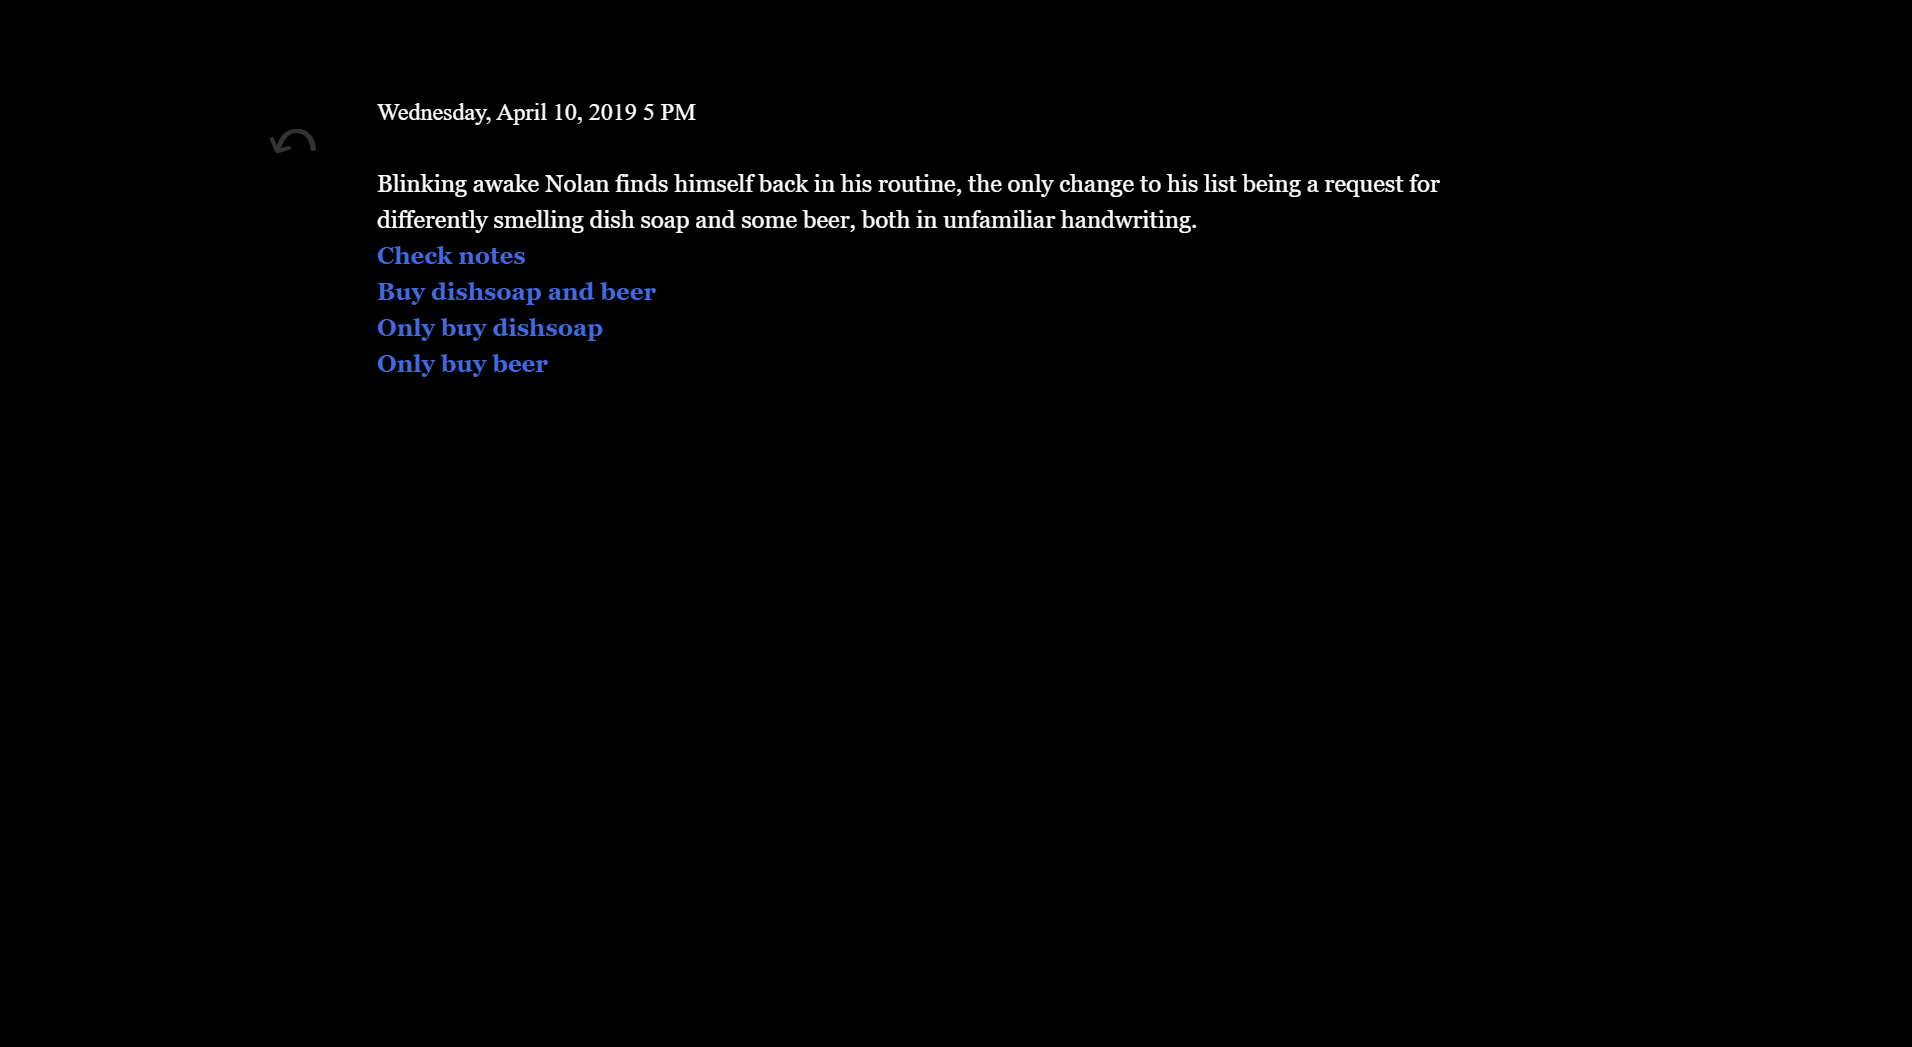 Wednesday, April 10, 2019 5 PM
Blinking awake Nolan finds himself back in his routine, the only change to his list being a request for
differently smelling dish soap and some beer, both in unfamiliar handwriting.
Check notes
Buy dishsoap and beer
Only buy dishsoap
Only buy beer